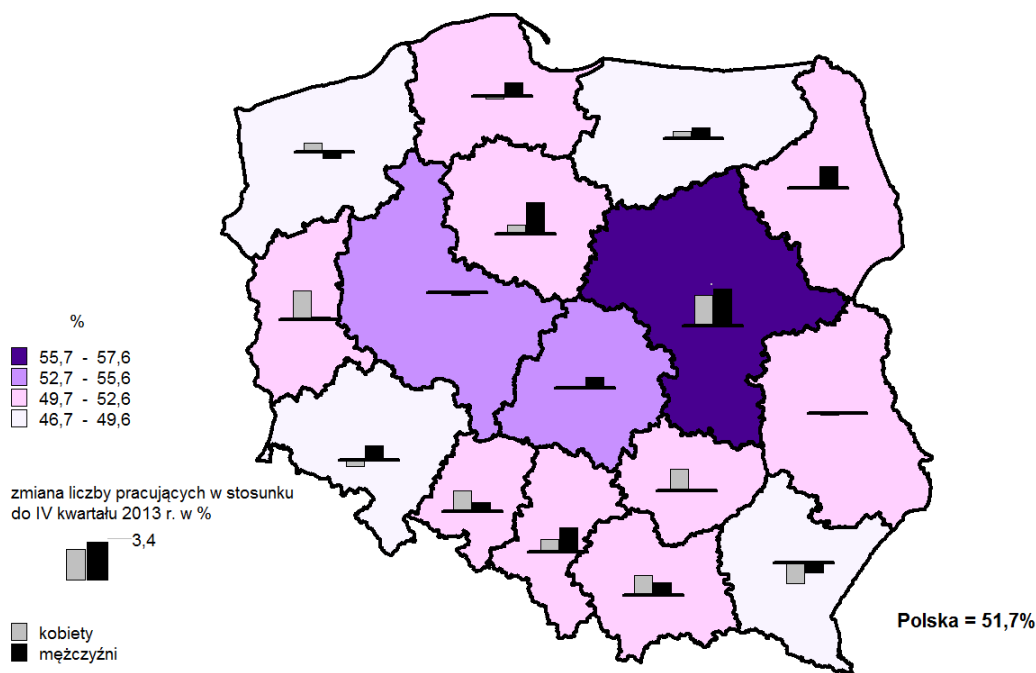 %
55,7 - 57,6
52,7 - 55,6
49,7 - 52,6
46,7 - 49,6
zmiana liczby pracujących w stosunku
do IV kwartału 2013 r. w %
3,4
kobiety
mężczyźni
Polska = 51,7%